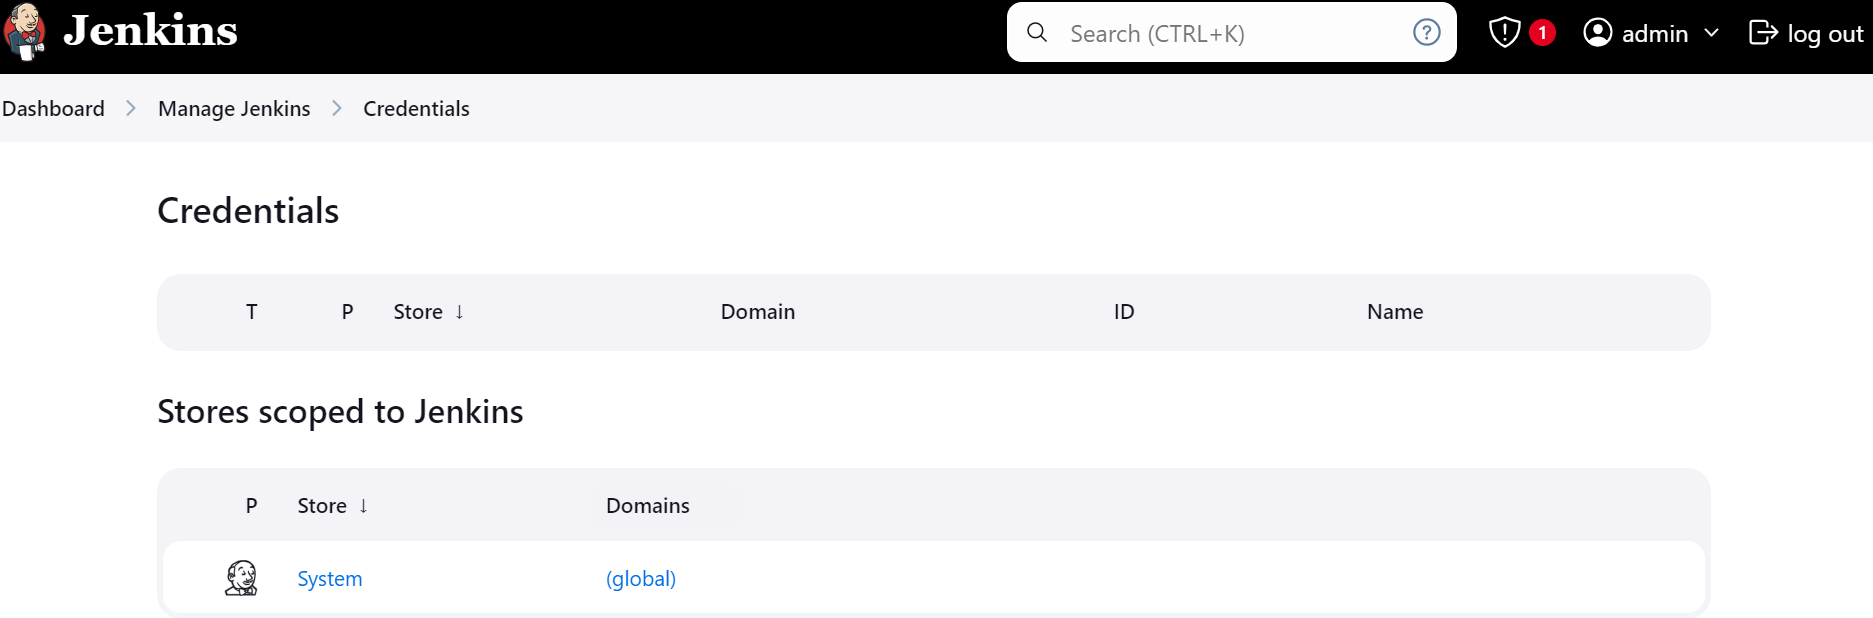 Jenkins Search (CTRL+K) ? 1 admin log out
Dashboard Manage Jenkins Credentials
Credentials
T P Store ↓ Domain ID Name
Stores scoped to Jenkins
P Store ↓ Domains
System (global)